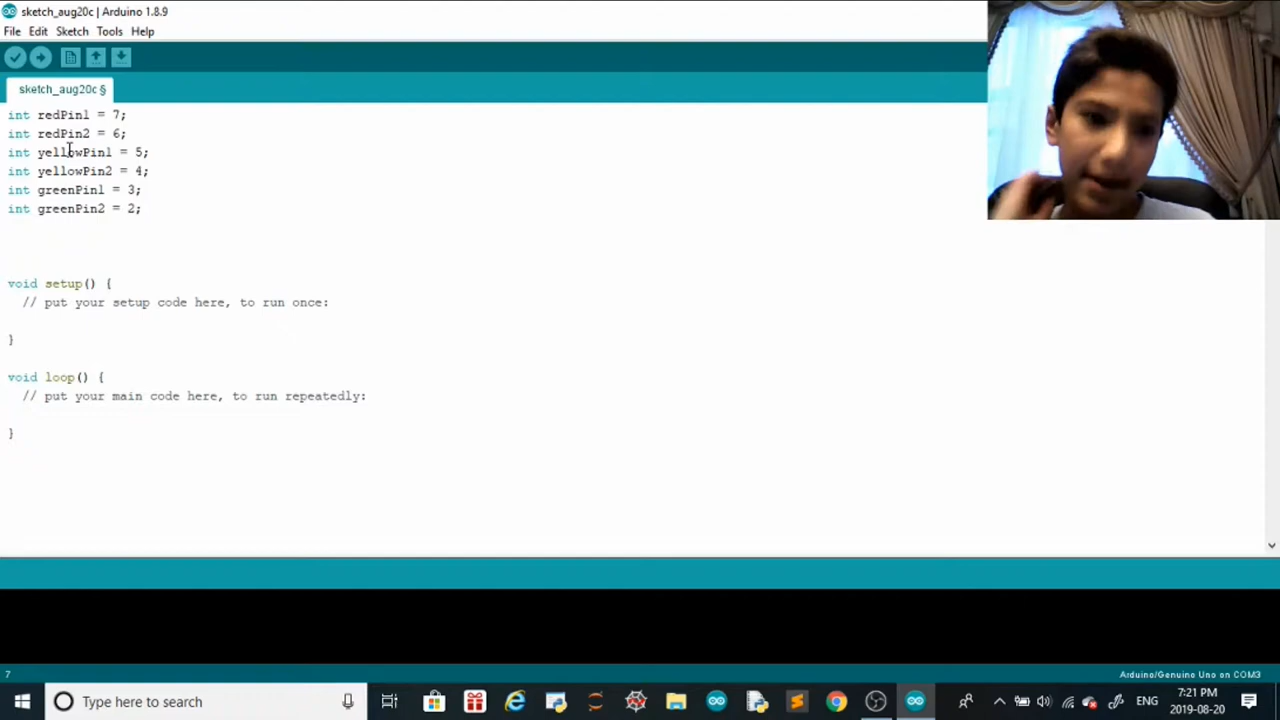 sketch_aug20c | Arduino 1.8.9
File Edit Sketch Tools Help
sketch_aug20c §
int redPin1 = 7;
int redPin2 = 6;
int yellowPin1 = 5;
int yellowPin2 = 4;
int greenPin1 = 3;
int greenPin2 = 2;
void setup() {
// put your setup code here, to run once:
}
void loop() {
// put your main code here, to run repeatedly:
}
7
Arduino/Genuino Uno on COM3
Type here to search
ENG
7:21 PM
2019-08-20